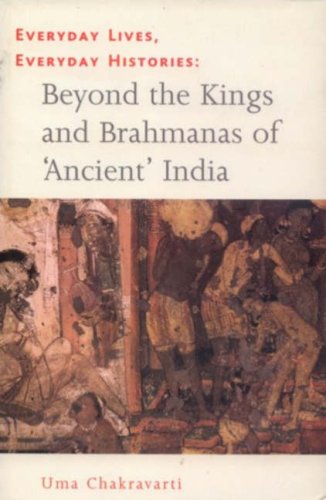 EVERYDAY LIVES,
EVERYDAY HISTORIES:
Beyond the Kings
and Brahmanas of
‘Ancient’ India
Uma Chakravarti